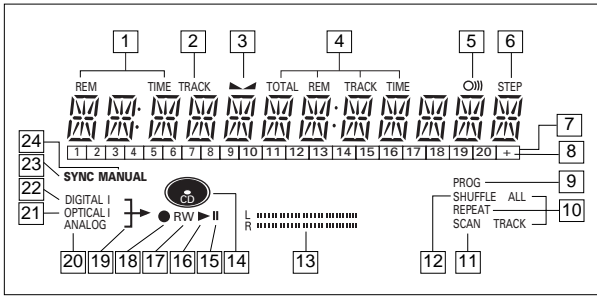 1 2 3 4 5 6
REM TIME TRACK TOTAL REM TRACK TIME STEP
1 2 3 4 5 6 7 8 9 10 11 12 13 14 15 16 17 18 19 20 +
7
8
24
23 SYNC MANUAL
22 DIGITAL I
21 OPTICAL I
ANALOG
CD
RW
L
R
PROG 9
SHUFFLE ALL
REPEAT 10
SCAN TRACK
20 19 18 17 16 15 14 13 12 11